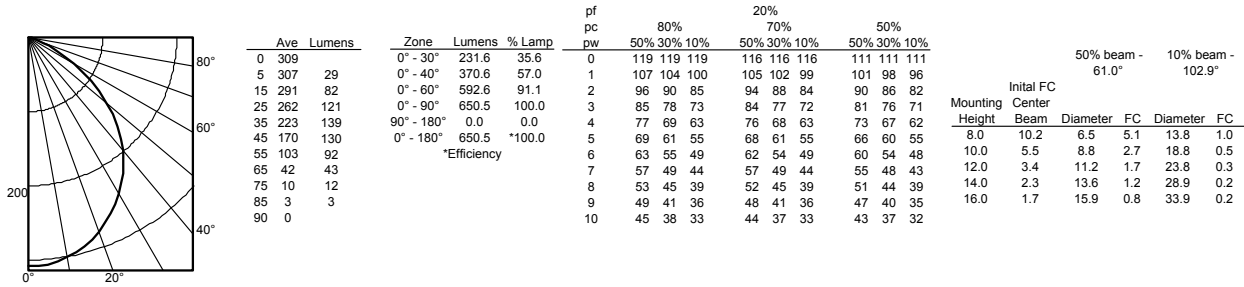 80°
60°
40°
20°
0°
200
Ave Lumens
0 309
5 307 29
15 291 82
25 262 121
35 223 139
45 170 130
55 103 92
65 42 43
75 10 12
85 3 3
90 0
Zone Lumens % Lamp
0° - 30° 231.6 35.6
0° - 40° 370.6 57.0
0° - 60° 592.6 91.1
0° - 90° 650.5 100.0
90° - 180° 0.0 0.0
0° - 180° 650.5 *100.0
*Efficiency
pf 20%
pc 80% 70% 50%
pw 50% 30% 10% 50% 30% 10% 50% 30% 10%
0 119 119 119 116 116 116 111 111 111
1 107 104 100 105 102 99 101 98 96
2 96 90 85 94 88 84 90 86 82
3 85 78 73 84 77 72 81 76 71
4 77 69 63 76 68 63 73 67 62
5 69 61 55 68 61 55 66 60 55
6 63 55 49 62 54 49 60 54 48
7 57 49 44 57 49 44 55 48 43
8 53 45 39 52 45 39 51 44 39
9 49 41 36 48 41 36 47 40 35
10 45 38 33 44 37 33 43 37 32
50% beam - 10% beam -
61.0° 102.9°
Inital FC
Mounting Center
Height Beam Diameter FC Diameter FC
8.0 10.2 6.5 5.1 13.8 1.0
10.0 5.5 8.8 2.7 18.8 0.5
12.0 3.4 11.2 1.7 23.8 0.3
14.0 2.3 13.6 1.2 28.9 0.2
16.0 1.7 15.9 0.8 33.9 0.2